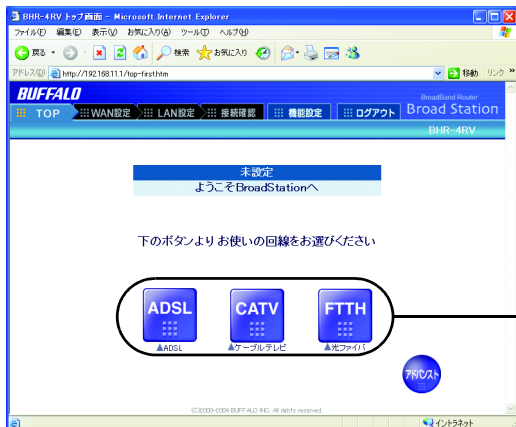 BHR-4RV トップ画面 - Microsoft Internet Explorer
ファイル(F) 編集(E) 表示(V) お気に入り(A) ツール(T) ヘルプ(H)
戻る 検索 お気に入り
アドレス(D) http://192.168.11.1/top-first.htm 移動 リンク »
BUFFALO
BroadBand Router
Broad Station
TOP WAN設定 LAN設定 接続確認 機能設定 ログアウト
BHR-4RV
未設定
ようこそBroadStationへ
下のボタンより お使いの回線をお選びください
ADSL CATV FTTH
▲ADSL ▲ケーブルテレビ ▲光ファイバ
アドバンスト
(C)2000-2004 BUFFALO INC. All rights reserved.
イントラネット